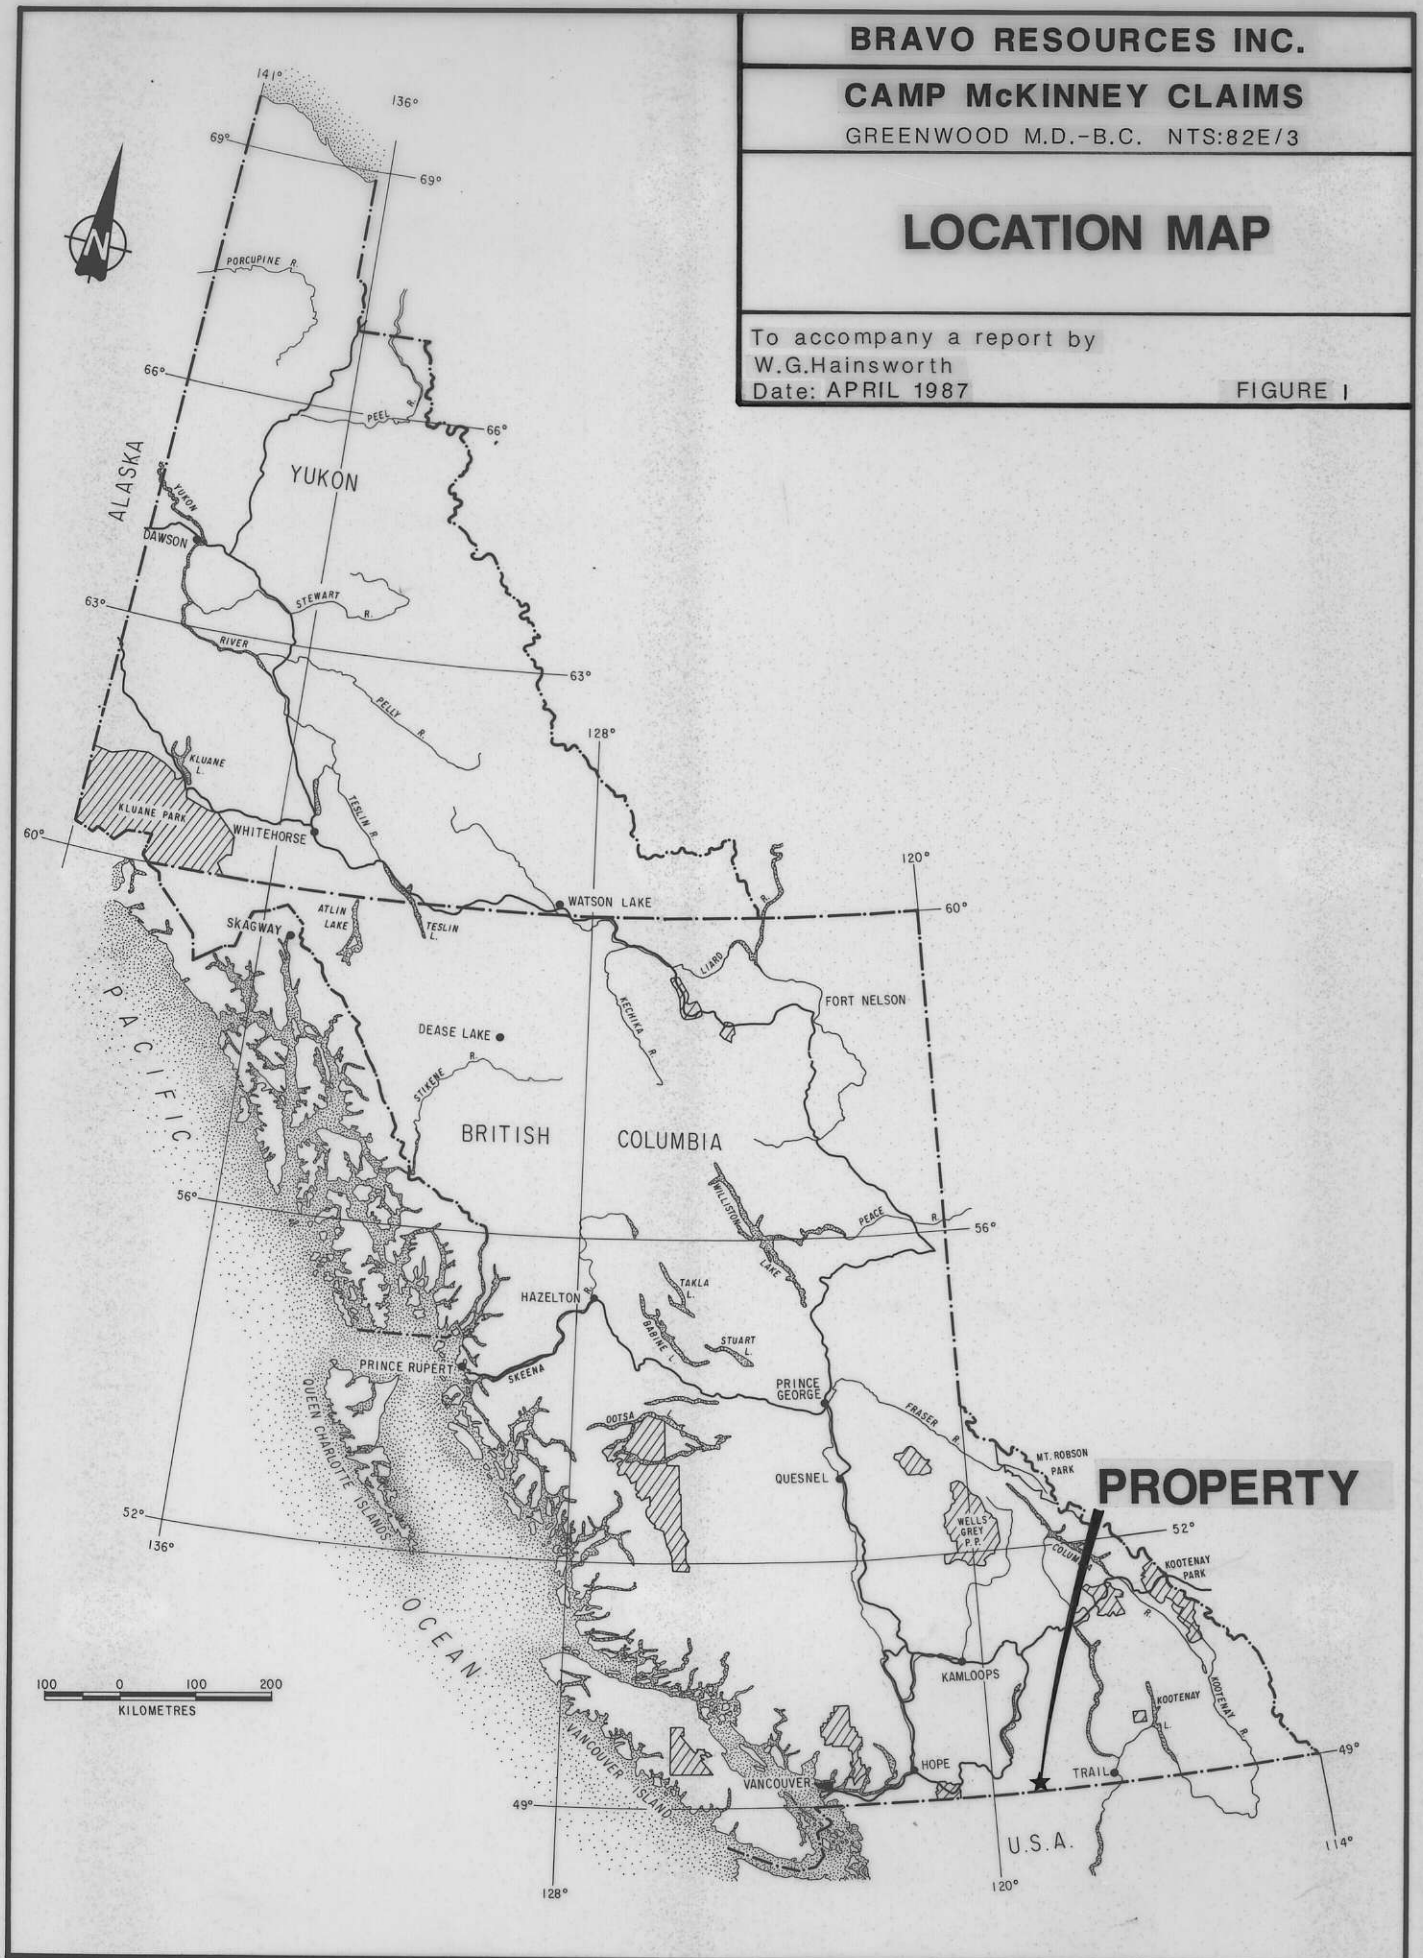 BRAVO RESOURCES INC.
CAMP McKINNEY CLAIMS
GREENWOOD M.D.-B.C. NTS:82E/3
LOCATION MAP
To accompany a report by
W.G.Hainsworth
Date: APRIL 1987
FIGURE 1
141°
136°
69°
69°
N
PORCUPINE R.
66°
PEEL R.
66°
ALASKA
YUKON
YUKON
DAWSON
63°
STEWART R.
RIVER
63°
PELLY R.
128°
KLUANE L.
KLUANE PARK
TESLIN R.
60°
WHITEHORSE
120°
WATSON LAKE
60°
SKAGWAY
ATLIN LAKE
TESLIN L.
R.
LIARD
PACIFIC
KECHIKA R.
FORT NELSON
DEASE LAKE
STIKENE R.
BRITISH COLUMBIA
56°
WILLISTON LAKE
PEACE R.
56°
HAZELTON
R.
TAKLA L.
BABINE L.
STUART L.
PRINCE RUPERT
SKEENA
PRINCE GEORGE
QUEEN CHARLOTTE ISLANDS
OOTSA
FRASER R.
MT. ROBSON PARK
QUESNEL
PROPERTY
52°
136°
WELLS GREY P.P.
52°
COLUMBIA
R.
KOOTENAY PARK
OCEAN
100 0 100 200
KILOMETRES
KAMLOOPS
KOOTENAY L.
KOOTENAY R.
VANCOUVER ISLAND
HOPE
VANCOUVER
TRAIL
49°
49°
U.S.A.
128°
120°
114°